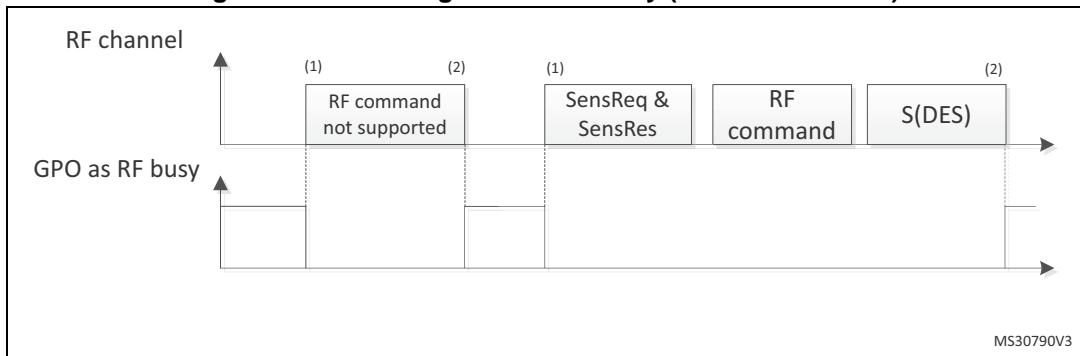 RF channel
(1) (2) (1) (2)
RF command
not supported
SensReq &
SensRes
RF
command
S(DES)
GPO as RF busy
MS30790V3